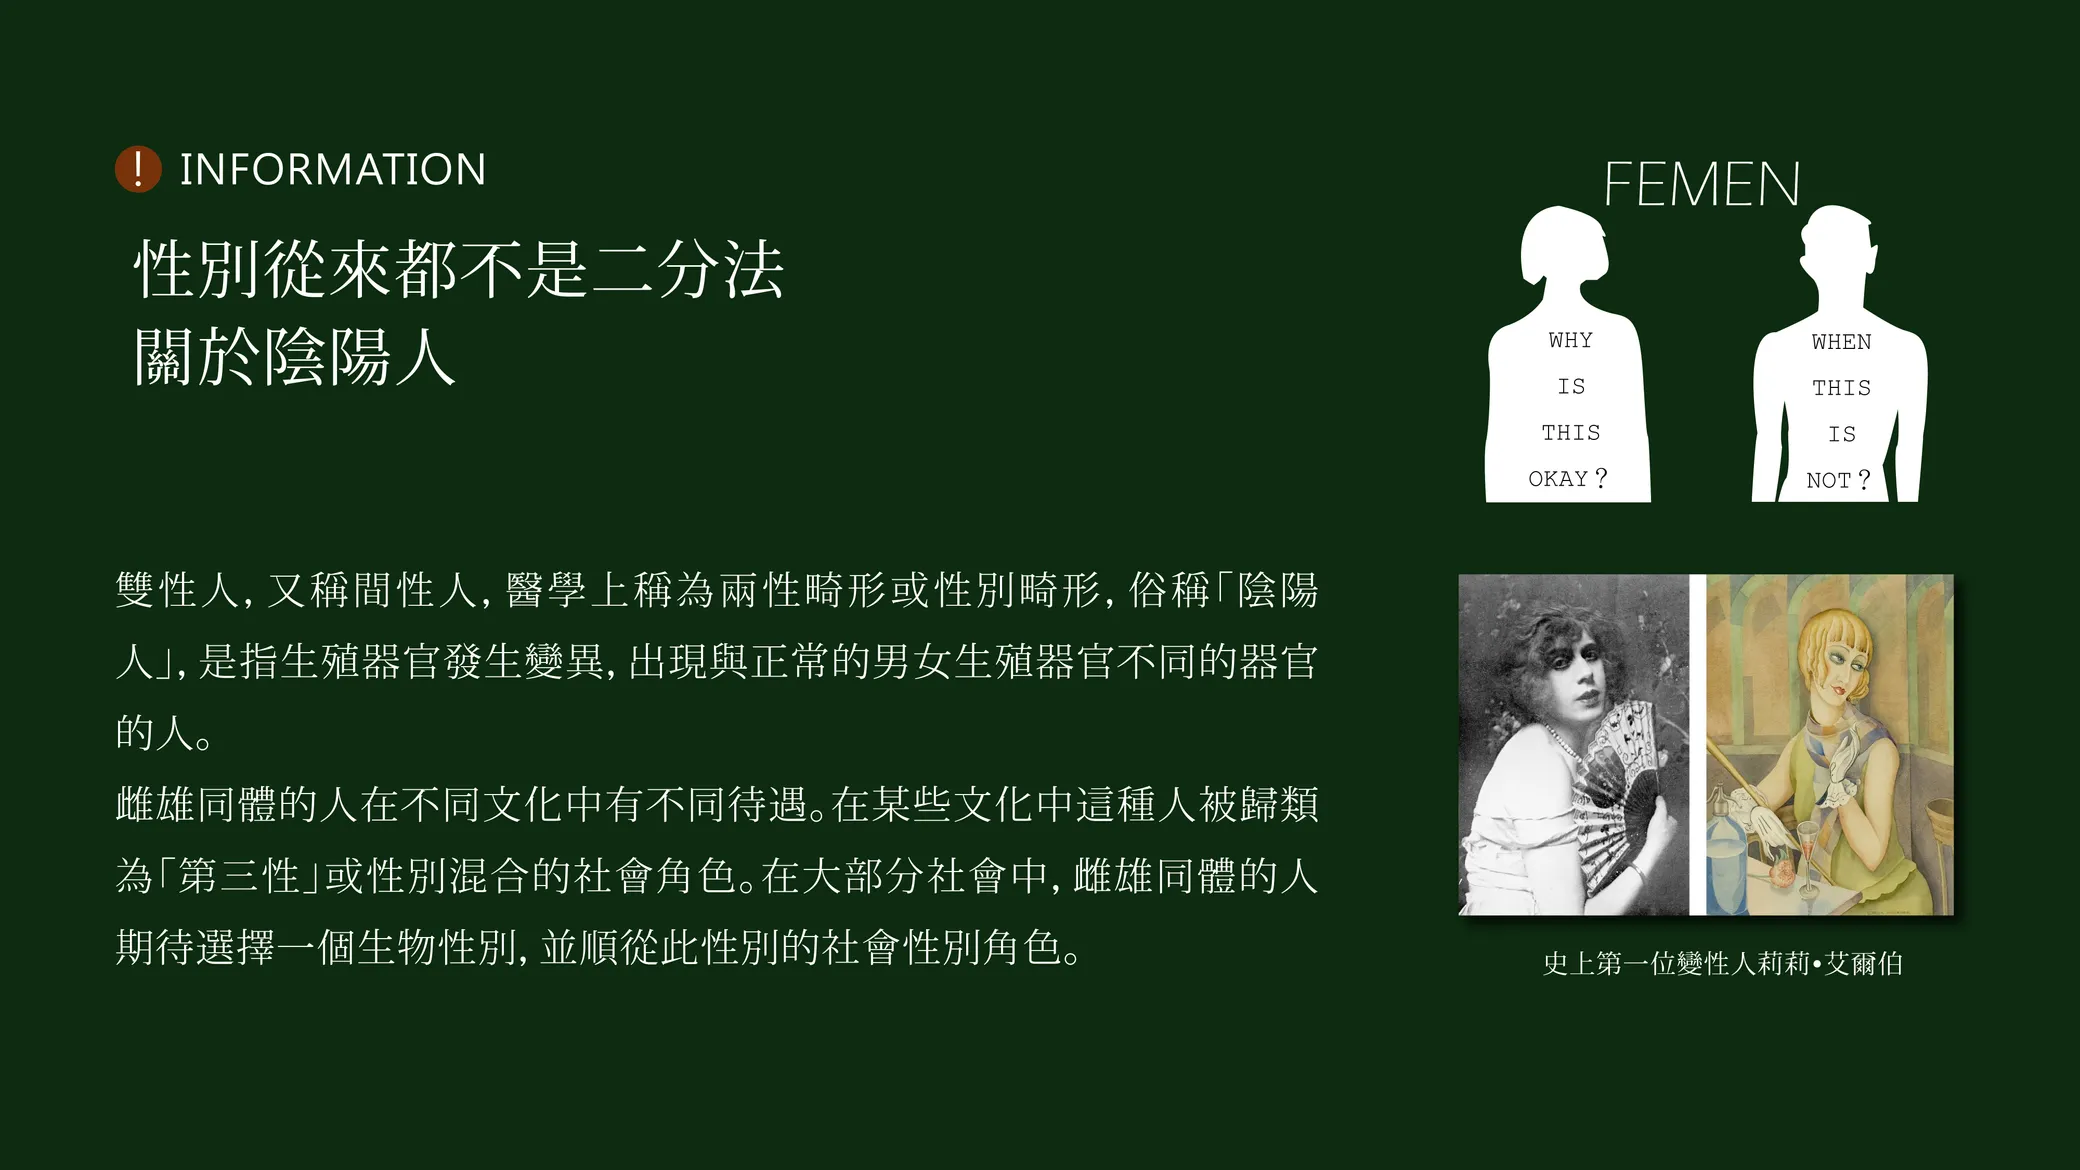 ! INFORMATION
性別從來都不是二分法
關於陰陽人
雙性人，又稱間性人，醫學上稱為兩性畸形或性別畸形，俗稱「陰陽
人」，是指生殖器官發生變異，出現與正常的男女生殖器官不同的器官
的人。
雌雄同體的人在不同文化中有不同待遇。在某些文化中這種人被歸類
為「第三性」或性別混合的社會角色。在大部分社會中，雌雄同體的人
期待選擇一個生物性別，並順從此性別的社會性別角色。
FEMEN
WHY
IS
THIS
OKAY？
WHEN
THIS
IS
NOT？
史上第一位變性人莉莉•艾爾伯